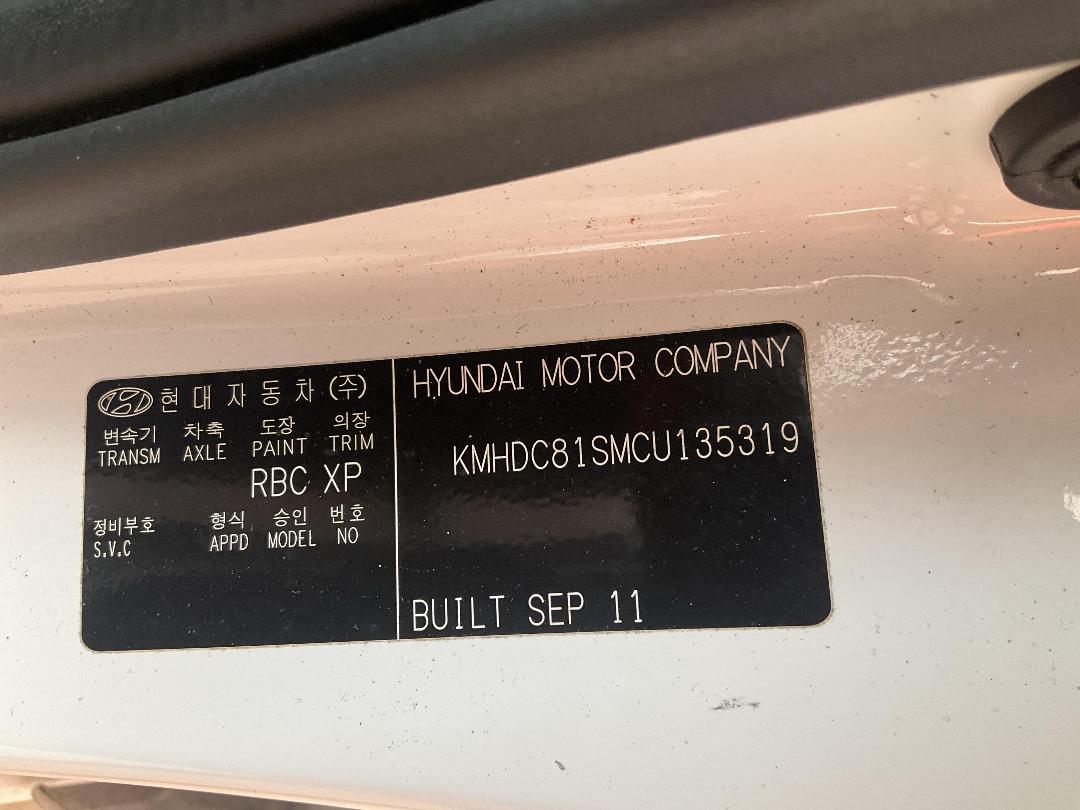 현대자동차(주)
변속기 차축 도장 의장
TRANSM AXLE PAINT TRIM
RBC XP
정비부호 형식 승인 번호
S.V.C APPD MODEL NO
HYUNDAI MOTOR COMPANY
KMHDC81SMCU135319
BUILT SEP 11